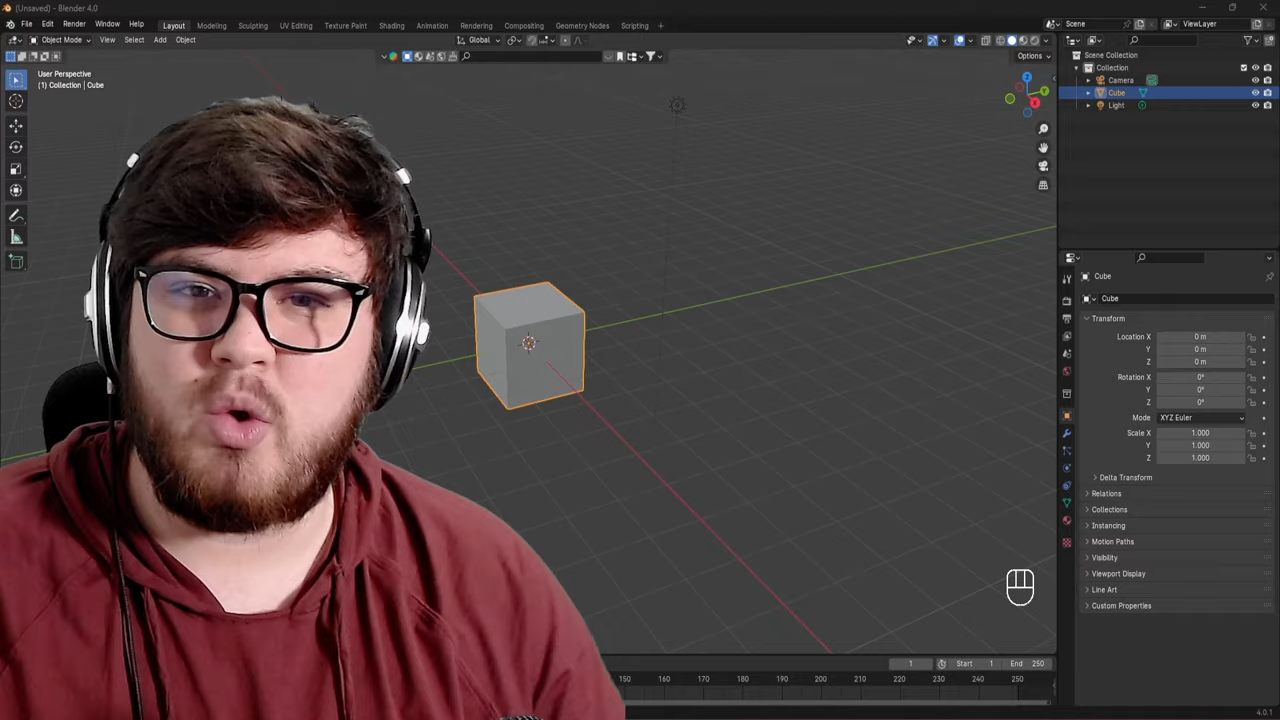 (Unsaved) - Blender 4.0
File Edit Render Window Help
Layout Modeling Sculpting UV Editing Texture Paint Shading Animation Rendering Compositing Geometry Nodes Scripting +
Scene
ViewLayer
Object Mode View Select Add Object
Global
Options
User Perspective
(1) Collection | Cube
Z
Y
X
Scene Collection
Collection
Camera
Cube
Light
Cube
Cube
Transform
Location X 0 m
Y 0 m
Z 0 m
Rotation X 0°
Y 0°
Z 0°
Mode XYZ Euler
Scale X 1.000
Y 1.000
Z 1.000
Delta Transform
Relations
Collections
Instancing
Motion Paths
Visibility
Viewport Display
Line Art
Custom Properties
1 Start 1 End 250
150 160 170 180 190 200 210 220 230 240 250
4.0.1